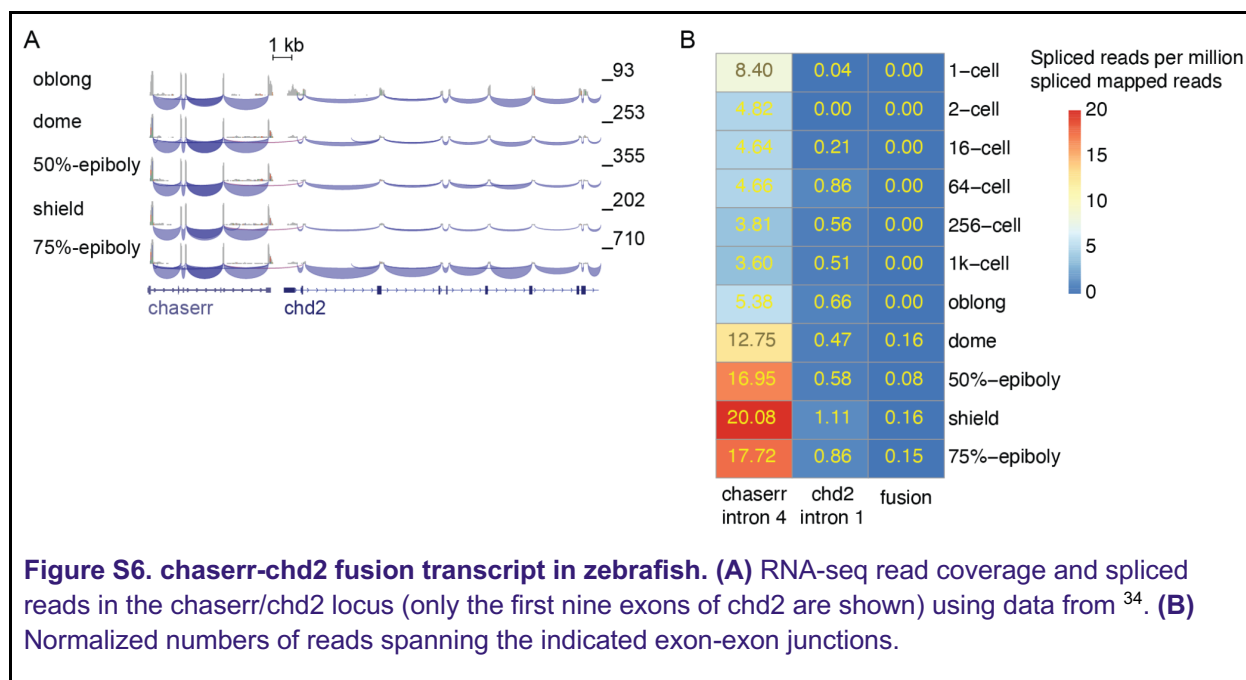 A
1 kb
oblong
_93
dome
_253
50%-epiboly
_355
shield
_202
75%-epiboly
_710
chaserr
chd2
B
8.40 0.04 0.00 1-cell
4.82 0.00 0.00 2-cell
4.64 0.21 0.00 16-cell
4.66 0.86 0.00 64-cell
3.81 0.56 0.00 256-cell
3.60 0.51 0.00 1k-cell
5.38 0.66 0.00 oblong
12.75 0.47 0.16 dome
16.95 0.58 0.08 50%-epiboly
20.08 1.11 0.16 shield
17.72 0.86 0.15 75%-epiboly
chaserr
intron 4
chd2
intron 1
fusion
Spliced reads per million
spliced mapped reads
20
15
10
5
0
Figure S6. chaserr-chd2 fusion transcript in zebrafish. (A) RNA-seq read coverage and spliced
reads in the chaserr/chd2 locus (only the first nine exons of chd2 are shown) using data from 34. (B)
Normalized numbers of reads spanning the indicated exon-exon junctions.